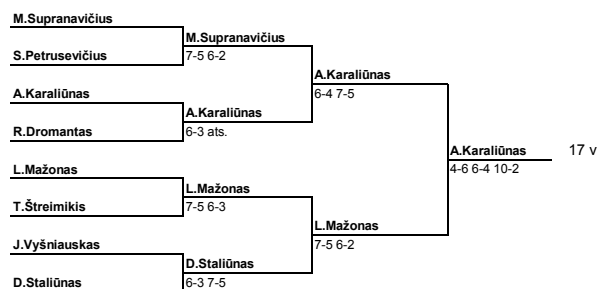 M.Supranavičius
M.Supranavičius
S.Petrusevičius
7-5 6-2
A.Karaliūnas
A.Karaliūnas
6-4 7-5
A.Karaliūnas
R.Dromantas
6-3 ats.
A.Karaliūnas
17 v
L.Mažonas
4-6 6-4 10-2
L.Mažonas
T.Štreimikis
7-5 6-3
L.Mažonas
J.Vyšniauskas
7-5 6-2
D.Staliūnas
D.Staliūnas
6-3 7-5